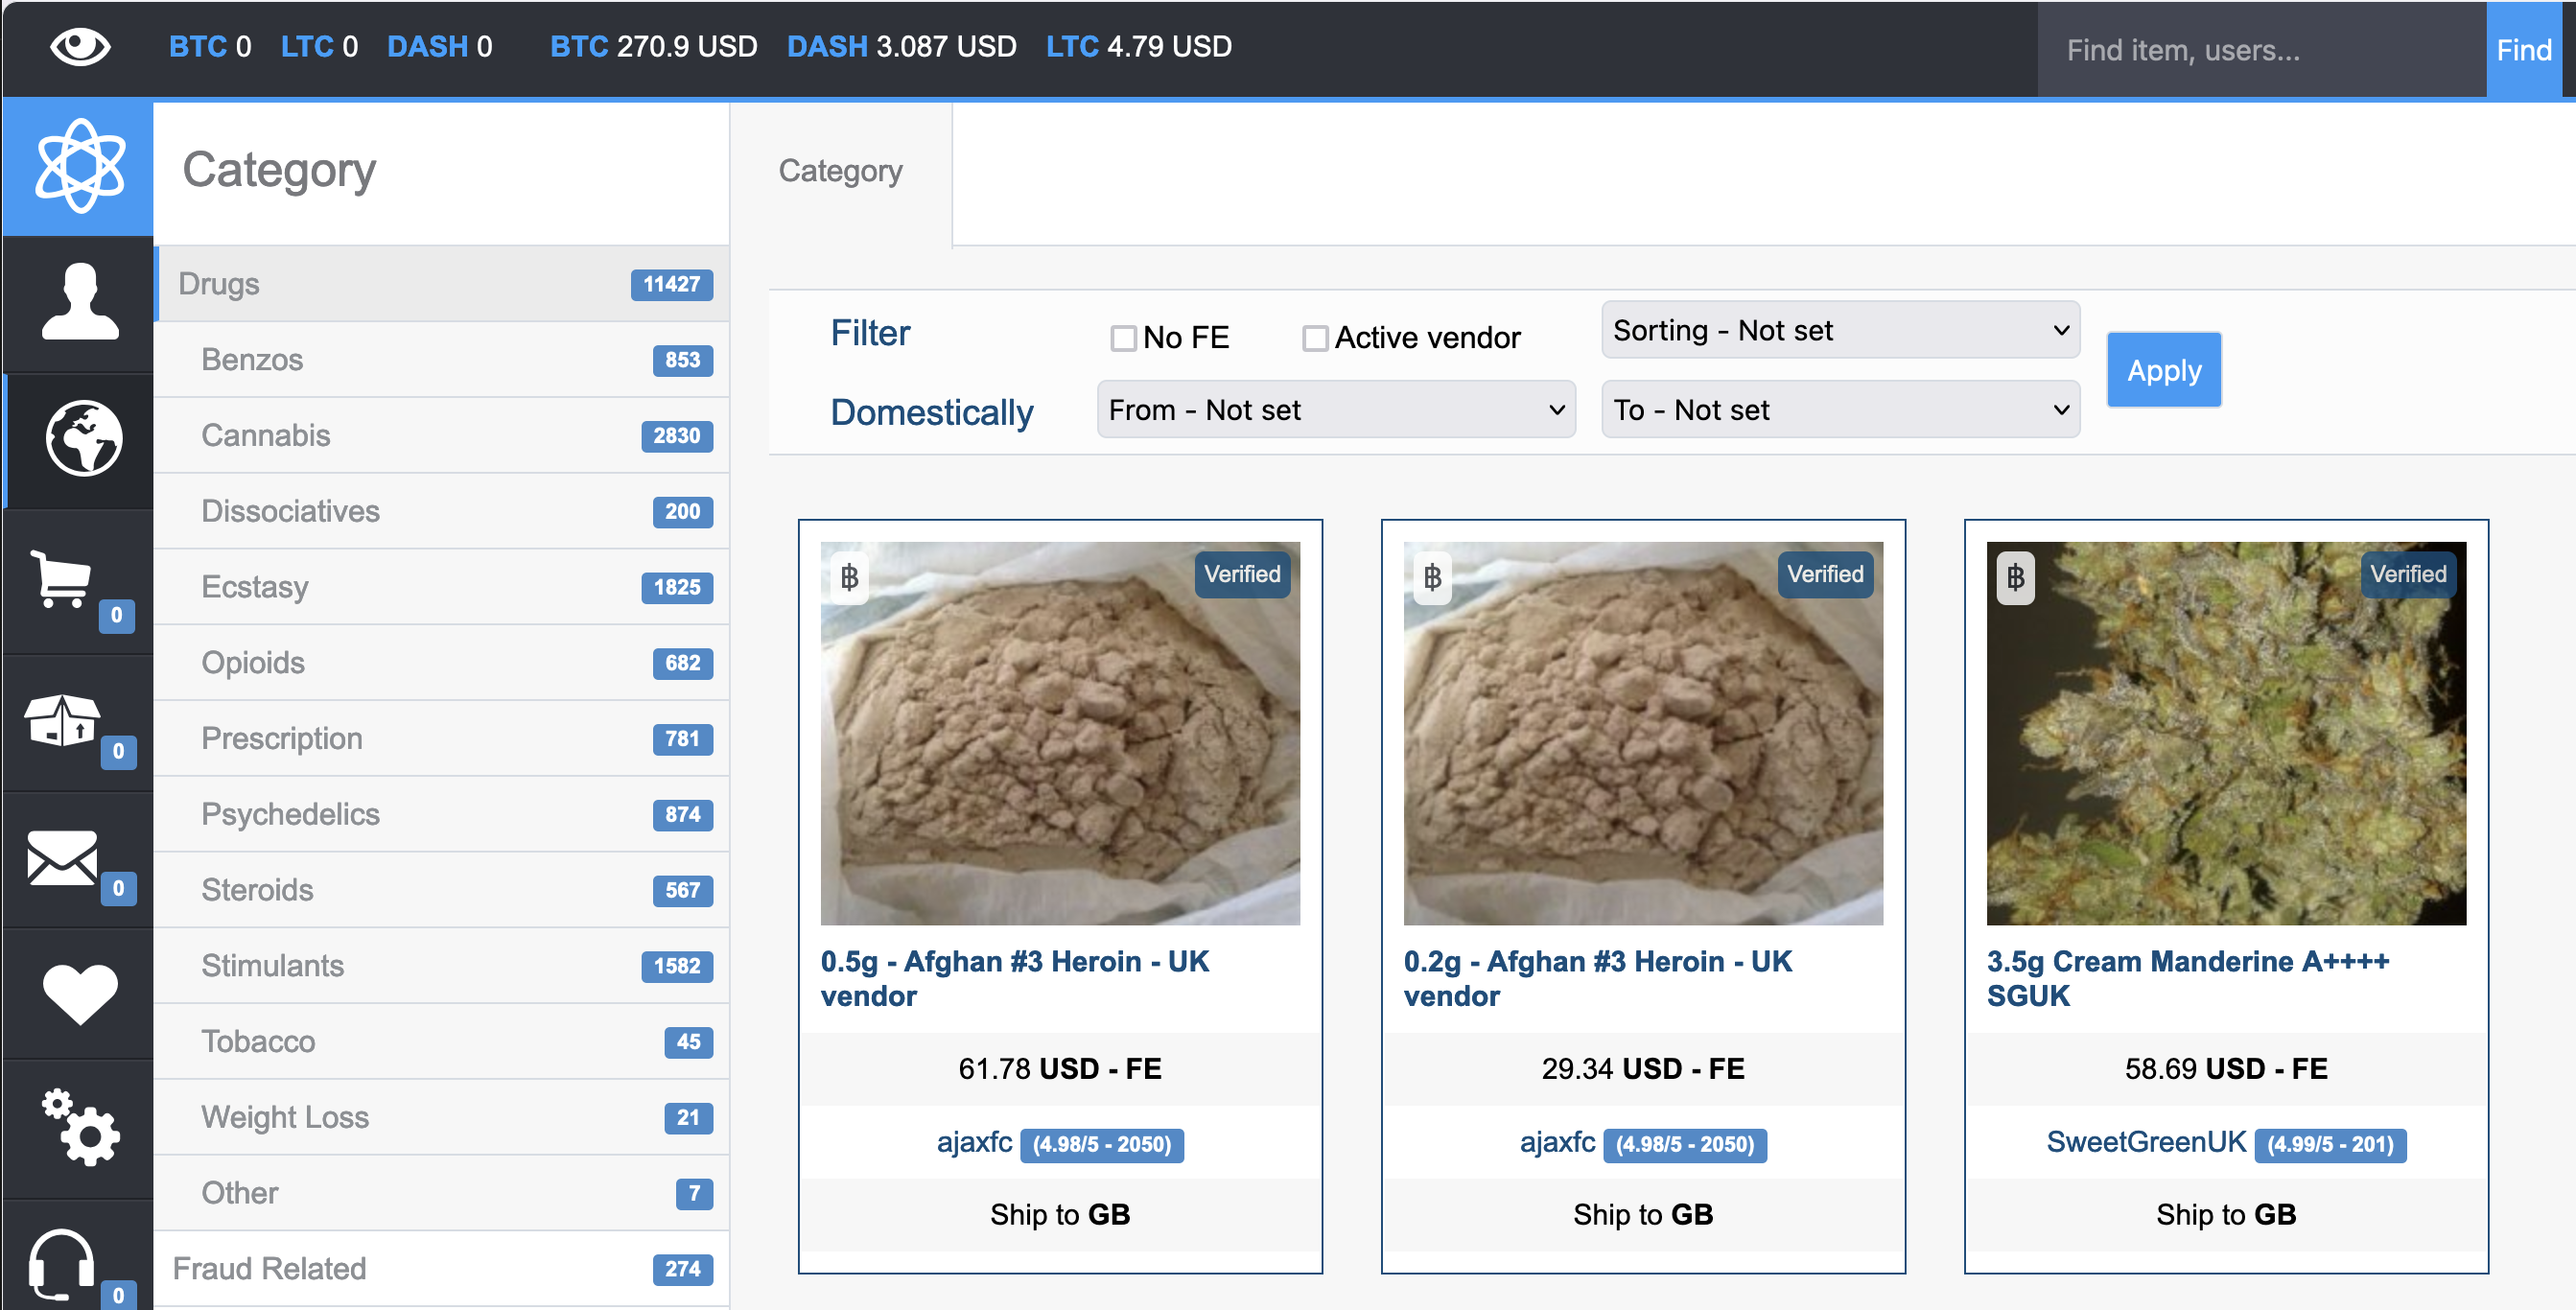 BTC 0 LTC 0 DASH 0 BTC 270.9 USD DASH 3.087 USD LTC 4.79 USD
Find item, users...
Find
Category
Drugs 11427
Benzos 853
Cannabis 2830
Dissociatives 200
Ecstasy 1825
Opioids 682
Prescription 781
Psychedelics 874
Steroids 567
Stimulants 1582
Tobacco 45
Weight Loss 21
Other 7
Fraud Related 274
0
0
0
0
Category
Filter
No FE
Active vendor
Sorting - Not set
Domestically
From - Not set
To - Not set
Apply
Verified
0.5g - Afghan #3 Heroin - UK
vendor
61.78 USD - FE
ajaxfc (4.98/5 - 2050)
Ship to GB
Verified
0.2g - Afghan #3 Heroin - UK
vendor
29.34 USD - FE
ajaxfc (4.98/5 - 2050)
Ship to GB
Verified
3.5g Cream Manderine A++++
SGUK
58.69 USD - FE
SweetGreenUK (4.99/5 - 201)
Ship to GB